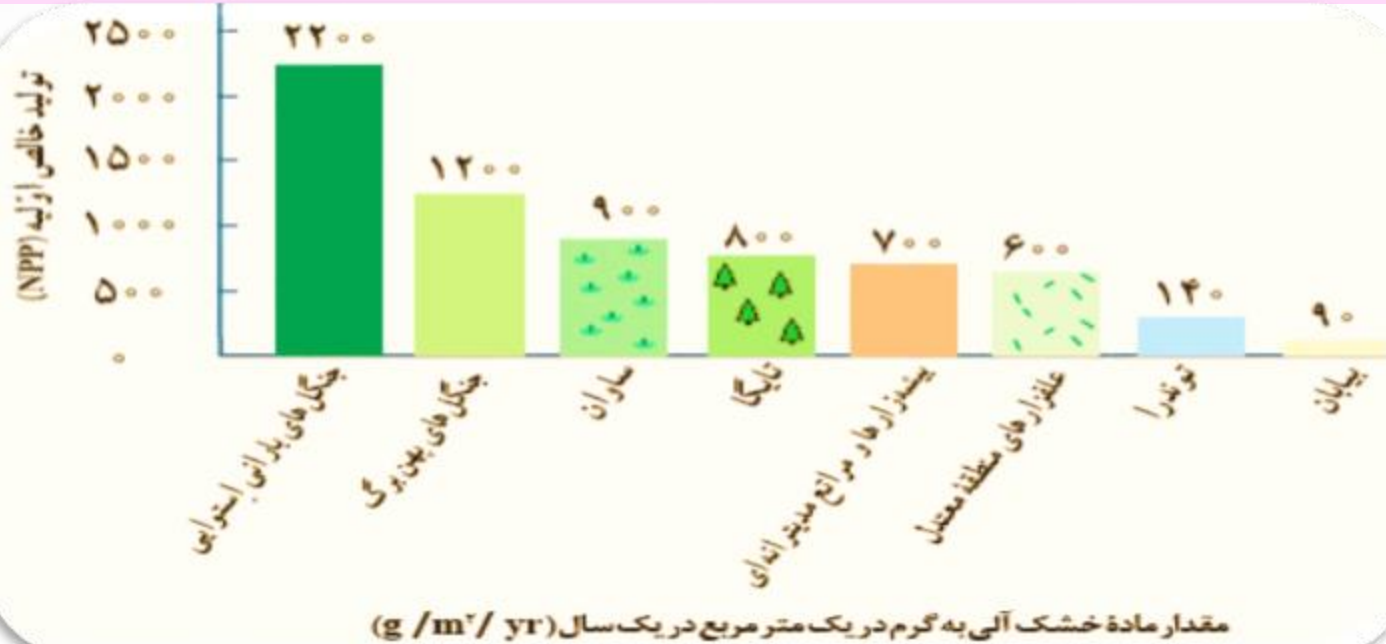 تولید خالص اولیه (NPP)
۲۵۰۰
۲۰۰۰
۱۵۰۰
۱۰۰۰
۵۰۰
۰
۲۲۰۰
۱۲۰۰
۹۰۰
۸۰۰
۷۰۰
۶۰۰
۱۴۰
۹۰
جنگل‌های بارانی استوایی
جنگل‌های پهن برگ
ساوان
تایگا
بیشه‌زارها و مراتع مدیترانه‌ای
علفزارهای منطقهٔ معتدل
توندرا
بیابان
مقدار مادهٔ خشک آلی به گرم در یک متر مربع در یک سال (g /m²/ yr)